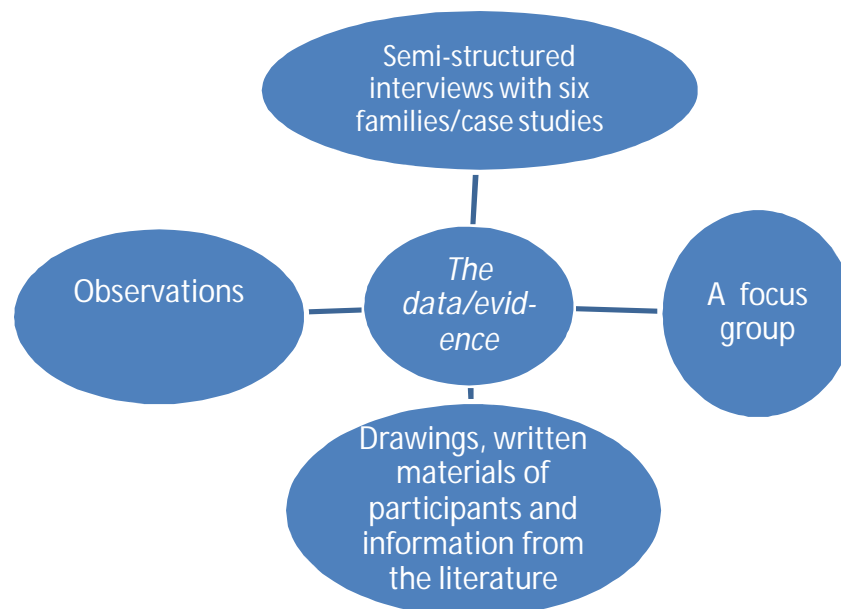 Semi-structured
interviews with six
families/case studies
Observations
The
data/evid-
ence
A focus
group
Drawings, written
materials of
participants and
information from
the literature